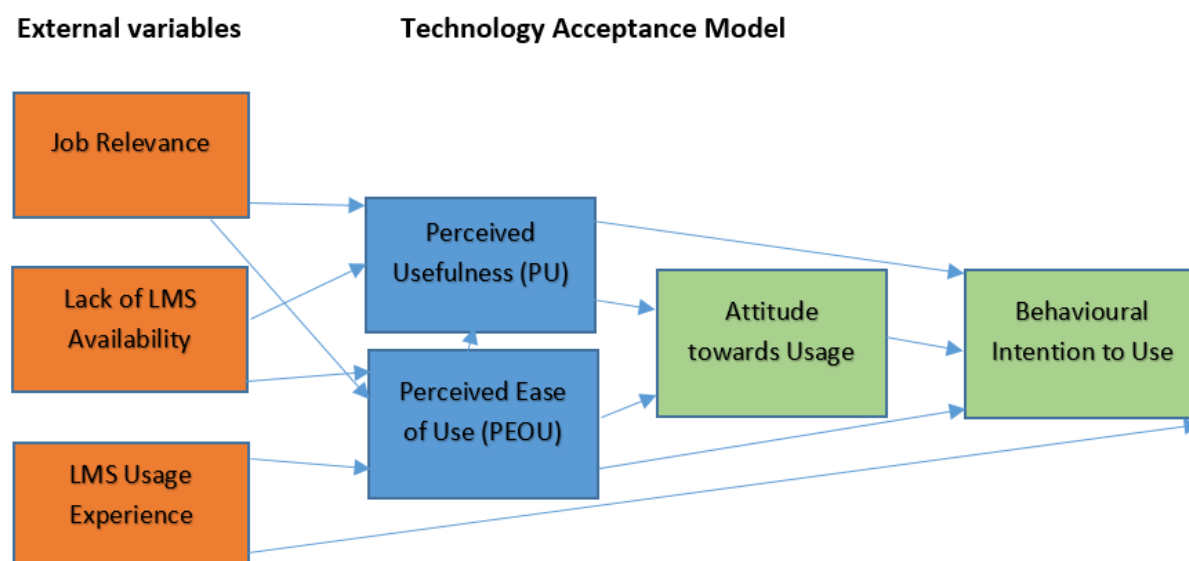 External variables
Technology Acceptance Model
Job Relevance
Lack of LMS
Availability
LMS Usage
Experience
Perceived
Usefulness (PU)
Perceived Ease
of Use (PEOU)
Attitude
towards Usage
Behavioural
Intention to Use